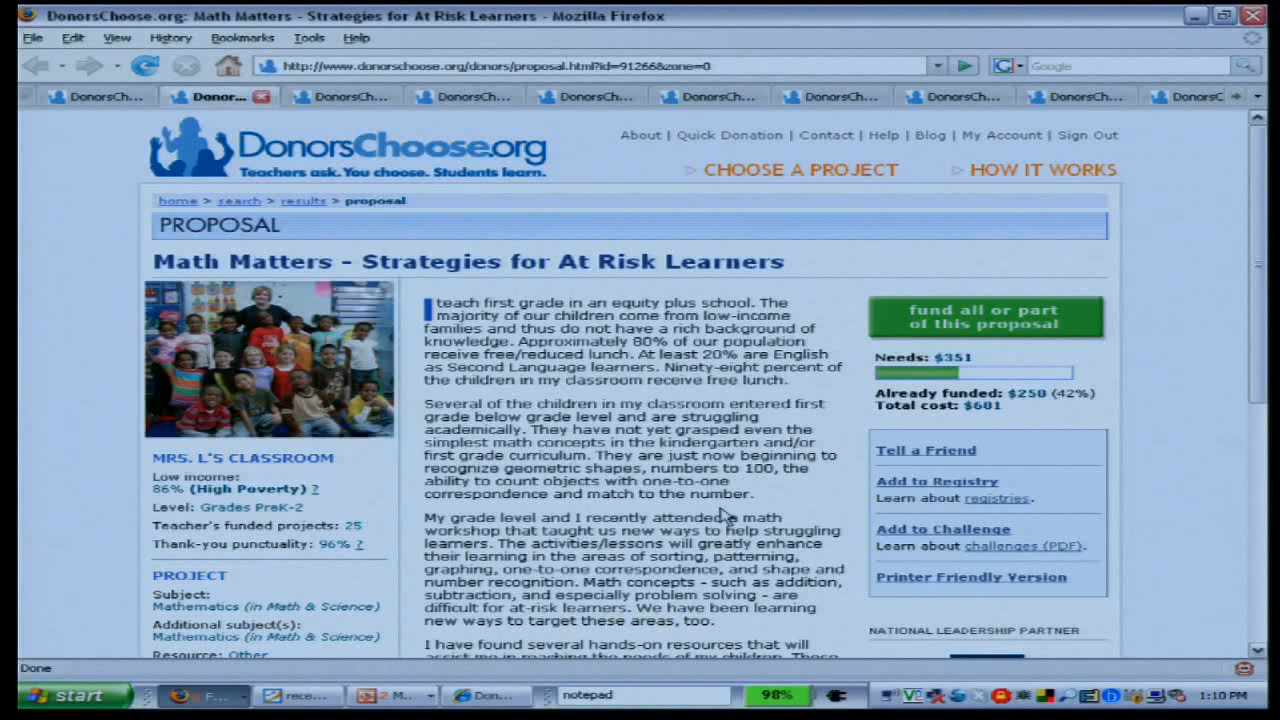 DonorsChoose.org: Math Matters - Strategies for At Risk Learners - Mozilla Firefox
File Edit View History Bookmarks Tools Help
http://www.donorschoose.org/donors/proposal.html?id=91266&zone=0
Google
DonorsCh... Donor... DonorsCh... DonorsCh... DonorsCh... DonorsCh... DonorsCh... DonorsCh... DonorsCh... DonorsC
DonorsChoose.org
Teachers ask. You choose. Students learn.
About | Quick Donation | Contact | Help | Blog | My Account | Sign Out
CHOOSE A PROJECT HOW IT WORKS
home > search > results > proposal
PROPOSAL
Math Matters - Strategies for At Risk Learners
I teach first grade in an equity plus school. The
majority of our children come from low-income
families and thus do not have a rich background of
knowledge. Approximately 80% of our population
receive free/reduced lunch. At least 20% are English
as Second Language learners. Ninety-eight percent of
the children in my classroom receive free lunch.
Several of the children in my classroom entered first
grade below grade level and are struggling
academically. They have not yet grasped even the
simplest math concepts in the kindergarten and/or
first grade curriculum. They are just now beginning to
recognize geometric shapes, numbers to 100, the
ability to count objects with one-to-one
correspondence and match to the number.
My grade level and I recently attended a math
workshop that taught us new ways to help struggling
learners. The activities/lessons will greatly enhance
their learning in the areas of sorting, patterning,
graphing, one-to-one correspondence, and shape and
number recognition. Math concepts - such as addition,
subtraction, and especially problem solving - are
difficult for at-risk learners. We have been learning
new ways to target these areas, too.
I have found several hands-on resources that will
assist me in reaching the needs of my children. These
MRS. L'S CLASSROOM
Low income:
86% (High Poverty) ?
Level: Grades PreK-2
Teacher's funded projects: 25
Thank-you punctuality: 96% ?
PROJECT
Subject:
Mathematics (in Math & Science)
Additional subject(s):
Mathematics (in Math & Science)
Resource: Other
fund all or part
of this proposal
Needs: $351
Already funded: $250 (42%)
Total cost: $601
Tell a Friend
Add to Registry
Learn about registries.
Add to Challenge
Learn about challenges (PDF).
Printer Friendly Version
NATIONAL LEADERSHIP PARTNER
Done
start rece... 2 M... Don... notepad 98% 1:10 PM